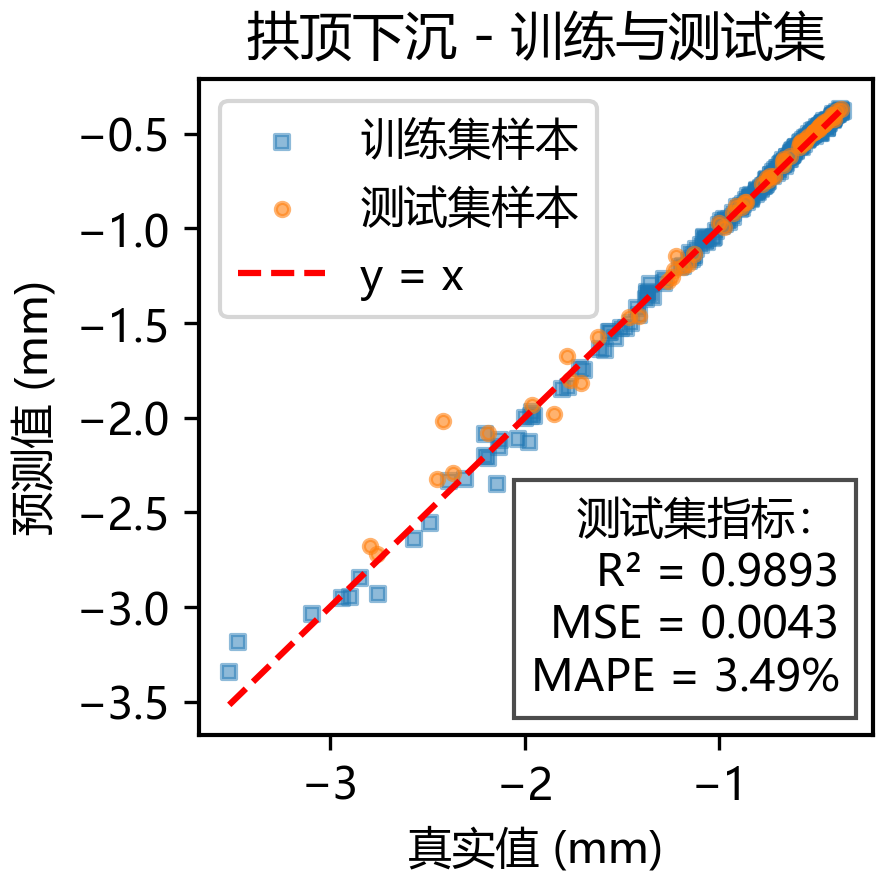 拱顶下沉 - 训练与测试集
训练集样本
测试集样本
y = x
−0.5
−1.0
−1.5
−2.0
−2.5
−3.0
−3.5
预测值 (mm)
测试集指标：
R² = 0.9893
MSE = 0.0043
MAPE = 3.49%
−3
−2
−1
真实值 (mm)